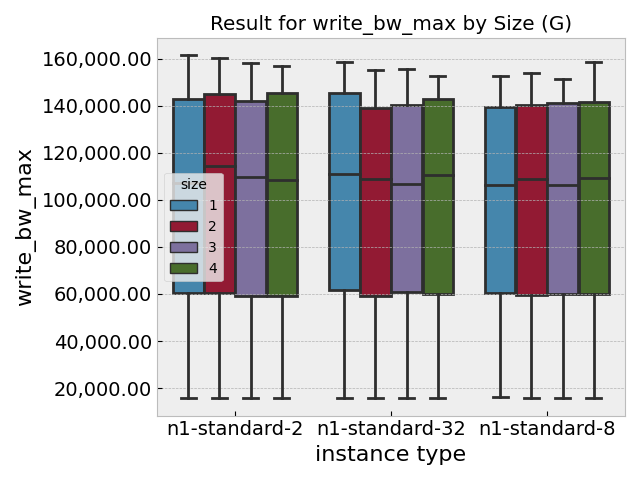 Result for write_bw_max by Size (G)
160,000.00
140,000.00
120,000.00
100,000.00
80,000.00
60,000.00
40,000.00
20,000.00
write_bw_max
size
1
2
3
4
n1-standard-2 n1-standard-32 n1-standard-8
instance type